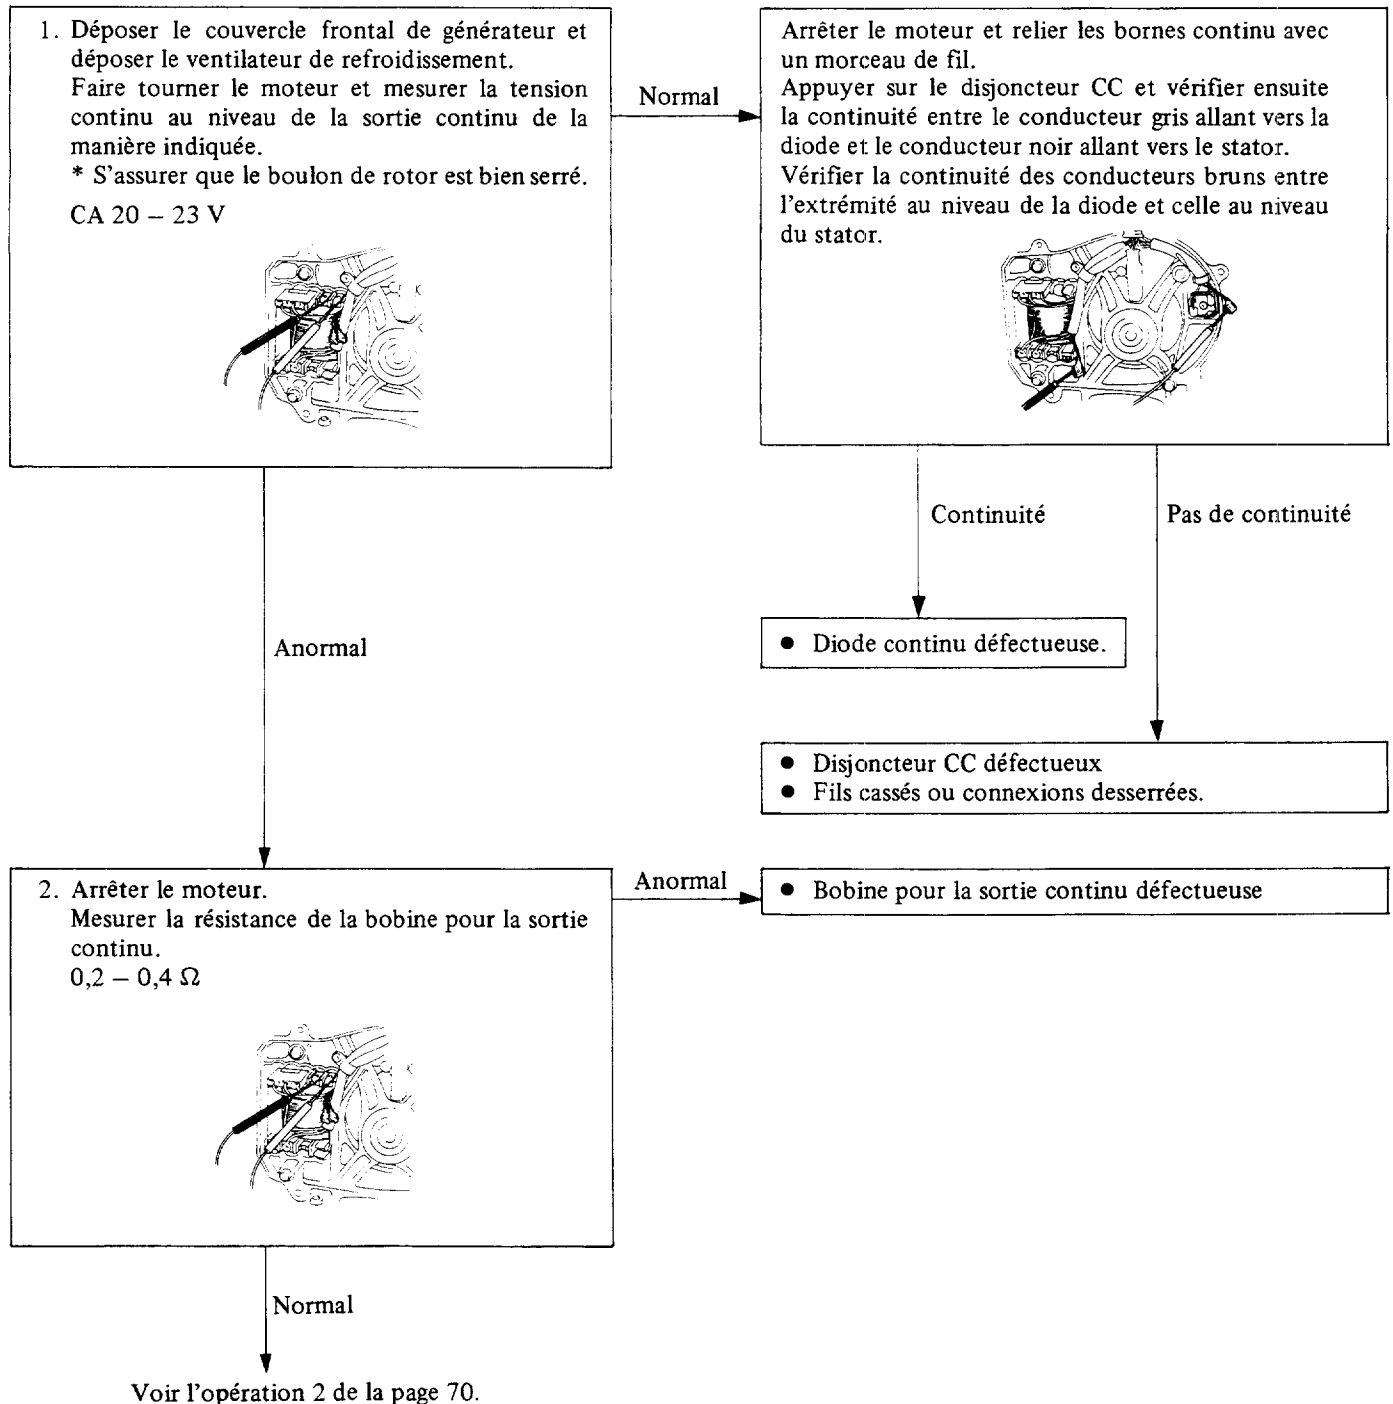 1. Déposer le couvercle frontal de générateur et
déposer le ventilateur de refroidissement.
Faire tourner le moteur et mesurer la tension
continu au niveau de la sortie continu de la
manière indiquée.
* S'assurer que le boulon de rotor est bien serré.
CA 20 – 23 V
Normal
Arrêter le moteur et relier les bornes continu avec
un morceau de fil.
Appuyer sur le disjoncteur CC et vérifier ensuite
la continuité entre le conducteur gris allant vers la
diode et le conducteur noir allant vers le stator.
Vérifier la continuité des conducteurs bruns entre
l'extrémité au niveau de la diode et celle au niveau
du stator.
Continuité
Pas de continuité
Anormal
● Diode continu défectueuse.
● Disjoncteur CC défectueux
● Fils cassés ou connexions desserrées.
2. Arrêter le moteur.
Mesurer la résistance de la bobine pour la sortie
continu.
0,2 – 0,4 Ω
Anormal
● Bobine pour la sortie continu défectueuse
Normal
Voir l'opération 2 de la page 70.